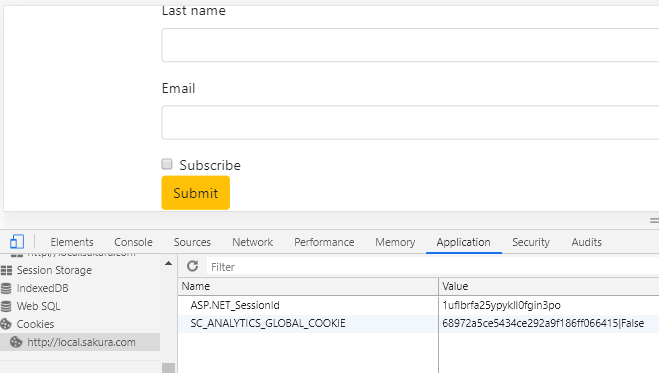 Last name
Email
Subscribe
Submit
Elements Console Sources Network Performance Memory Application Security Audits
http://local.sakura.com
Session Storage
IndexedDB
Web SQL
Cookies
http://local.sakura.com
Filter
Name Value
ASP.NET_SessionId 1uflbrfa25ypykll0fgin3po
SC_ANALYTICS_GLOBAL_COOKIE 68972a5ce5434ce292a9f186ff066415|False